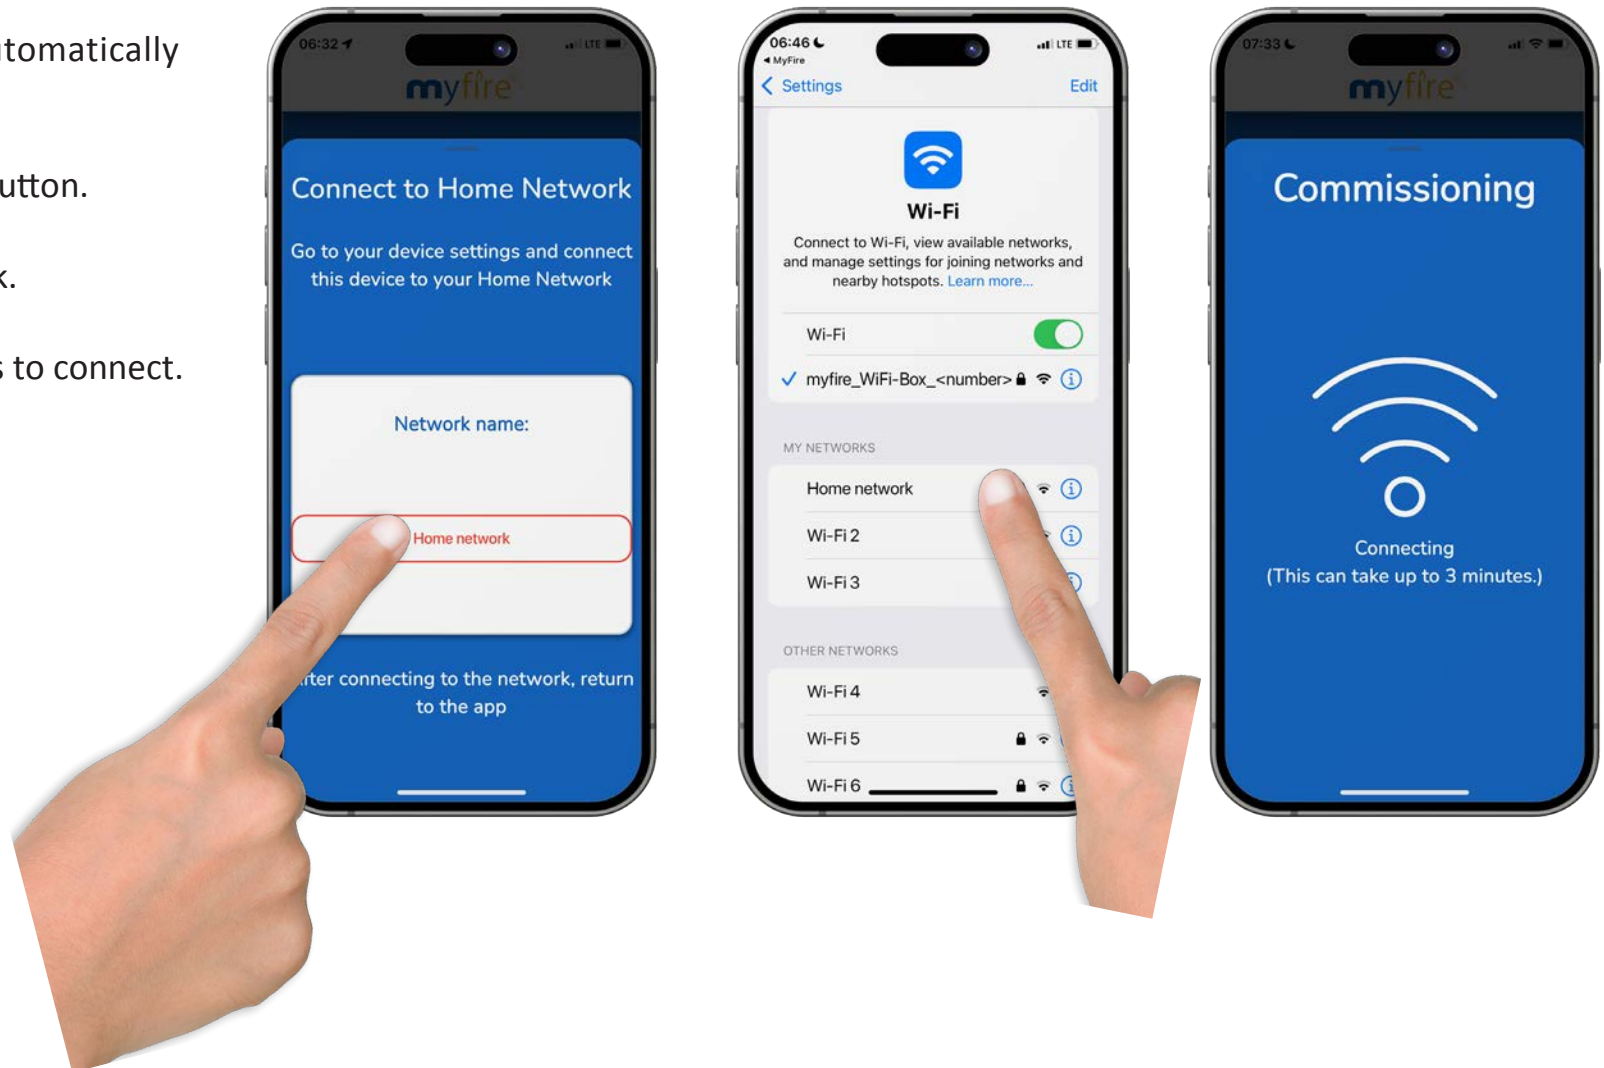 utomatically
utton.
k.
s to connect.
06:32
LTE
myfire
Connect to Home Network
Go to your device settings and connect
this device to your Home Network
Network name:
Home network
fter connecting to the network, return
to the app
06:46
LTE
MyFire
Settings
Edit
Wi-Fi
Connect to Wi-Fi, view available networks,
and manage settings for joining networks and
nearby hotspots. Learn more...
Wi-Fi
myfire_WiFi-Box_<number>
MY NETWORKS
Home network
Wi-Fi 2
Wi-Fi 3
OTHER NETWORKS
Wi-Fi 4
Wi-Fi 5
Wi-Fi 6
07:33
myfire
Commissioning
Connecting
(This can take up to 3 minutes.)